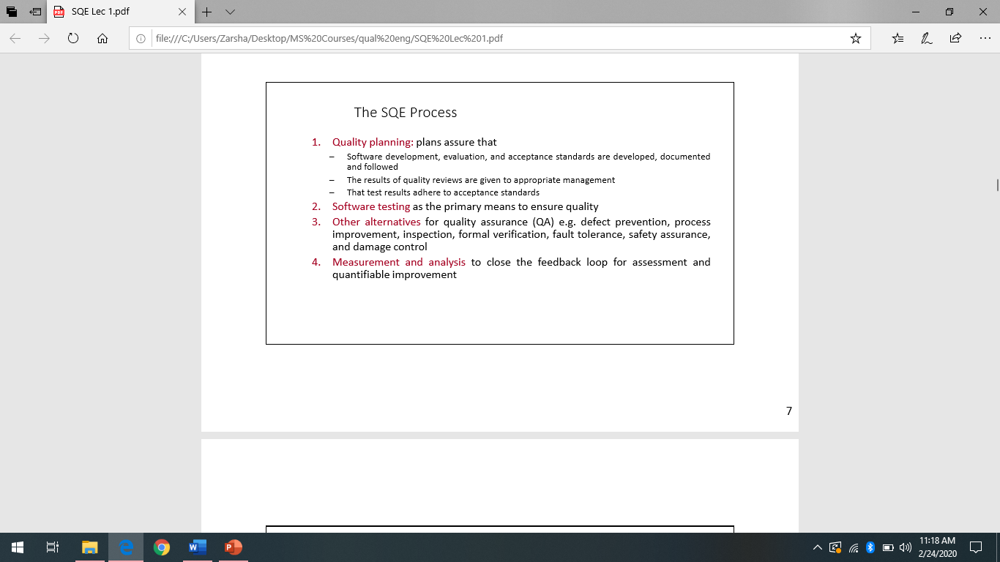 SQE Lec 1.pdf
file:///C:/Users/Zarsha/Desktop/MS%20Courses/qual%20eng/SQE%20Lec%201.pdf
The SQE Process
1. Quality planning: plans assure that
– Software development, evaluation, and acceptance standards are developed, documented
and followed
– The results of quality reviews are given to appropriate management
– That test results adhere to acceptance standards
2. Software testing as the primary means to ensure quality
3. Other alternatives for quality assurance (QA) e.g. defect prevention, process
improvement, inspection, formal verification, fault tolerance, safety assurance,
and damage control
4. Measurement and analysis to close the feedback loop for assessment and
quantifiable improvement
7
11:18 AM
2/24/2020